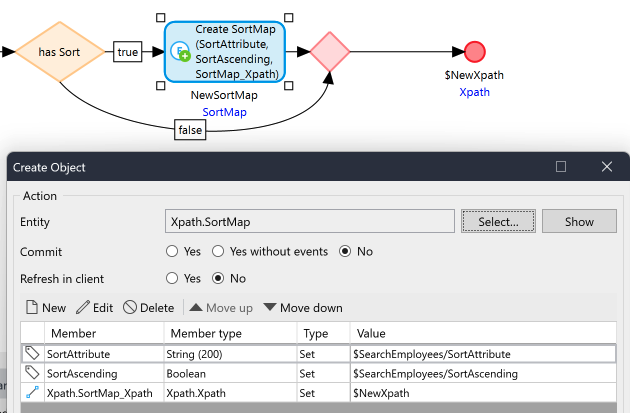 has Sort
true
Create SortMap
(SortAttribute,
SortAscending,
SortMap_Xpath)
NewSortMap
SortMap
false
$NewXpath
Xpath
Create Object
Action
Entity
Xpath.SortMap
Select...
Show
Commit
Yes
Yes without events
No
Refresh in client
Yes
No
New
Edit
Delete
Move up
Move down
Member Member type Type Value
SortAttribute String (200) Set $SearchEmployees/SortAttribute
SortAscending Boolean Set $SearchEmployees/SortAscending
Xpath.SortMap_Xpath Xpath.Xpath Set $NewXpath